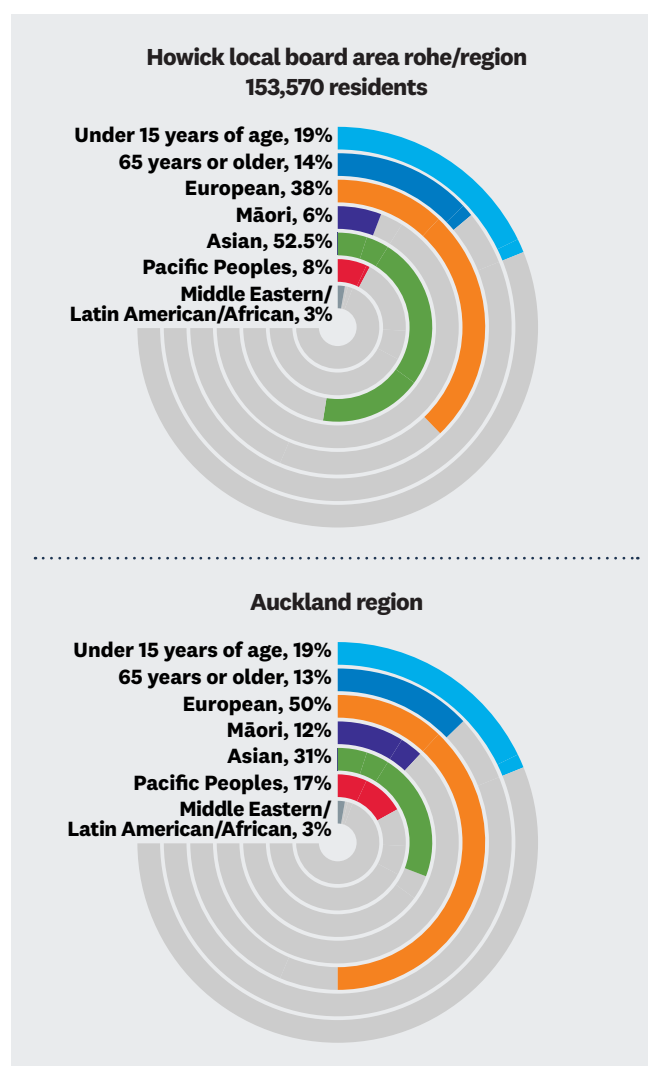 Howick local board area rohe/region
153,570 residents
Under 15 years of age, 19%
65 years or older, 14%
European, 38%
Māori, 6%
Asian, 52.5%
Pacific Peoples, 8%
Middle Eastern/
Latin American/African, 3%
Auckland region
Under 15 years of age, 19%
65 years or older, 13%
European, 50%
Māori, 12%
Asian, 31%
Pacific Peoples, 17%
Middle Eastern/
Latin American/African, 3%